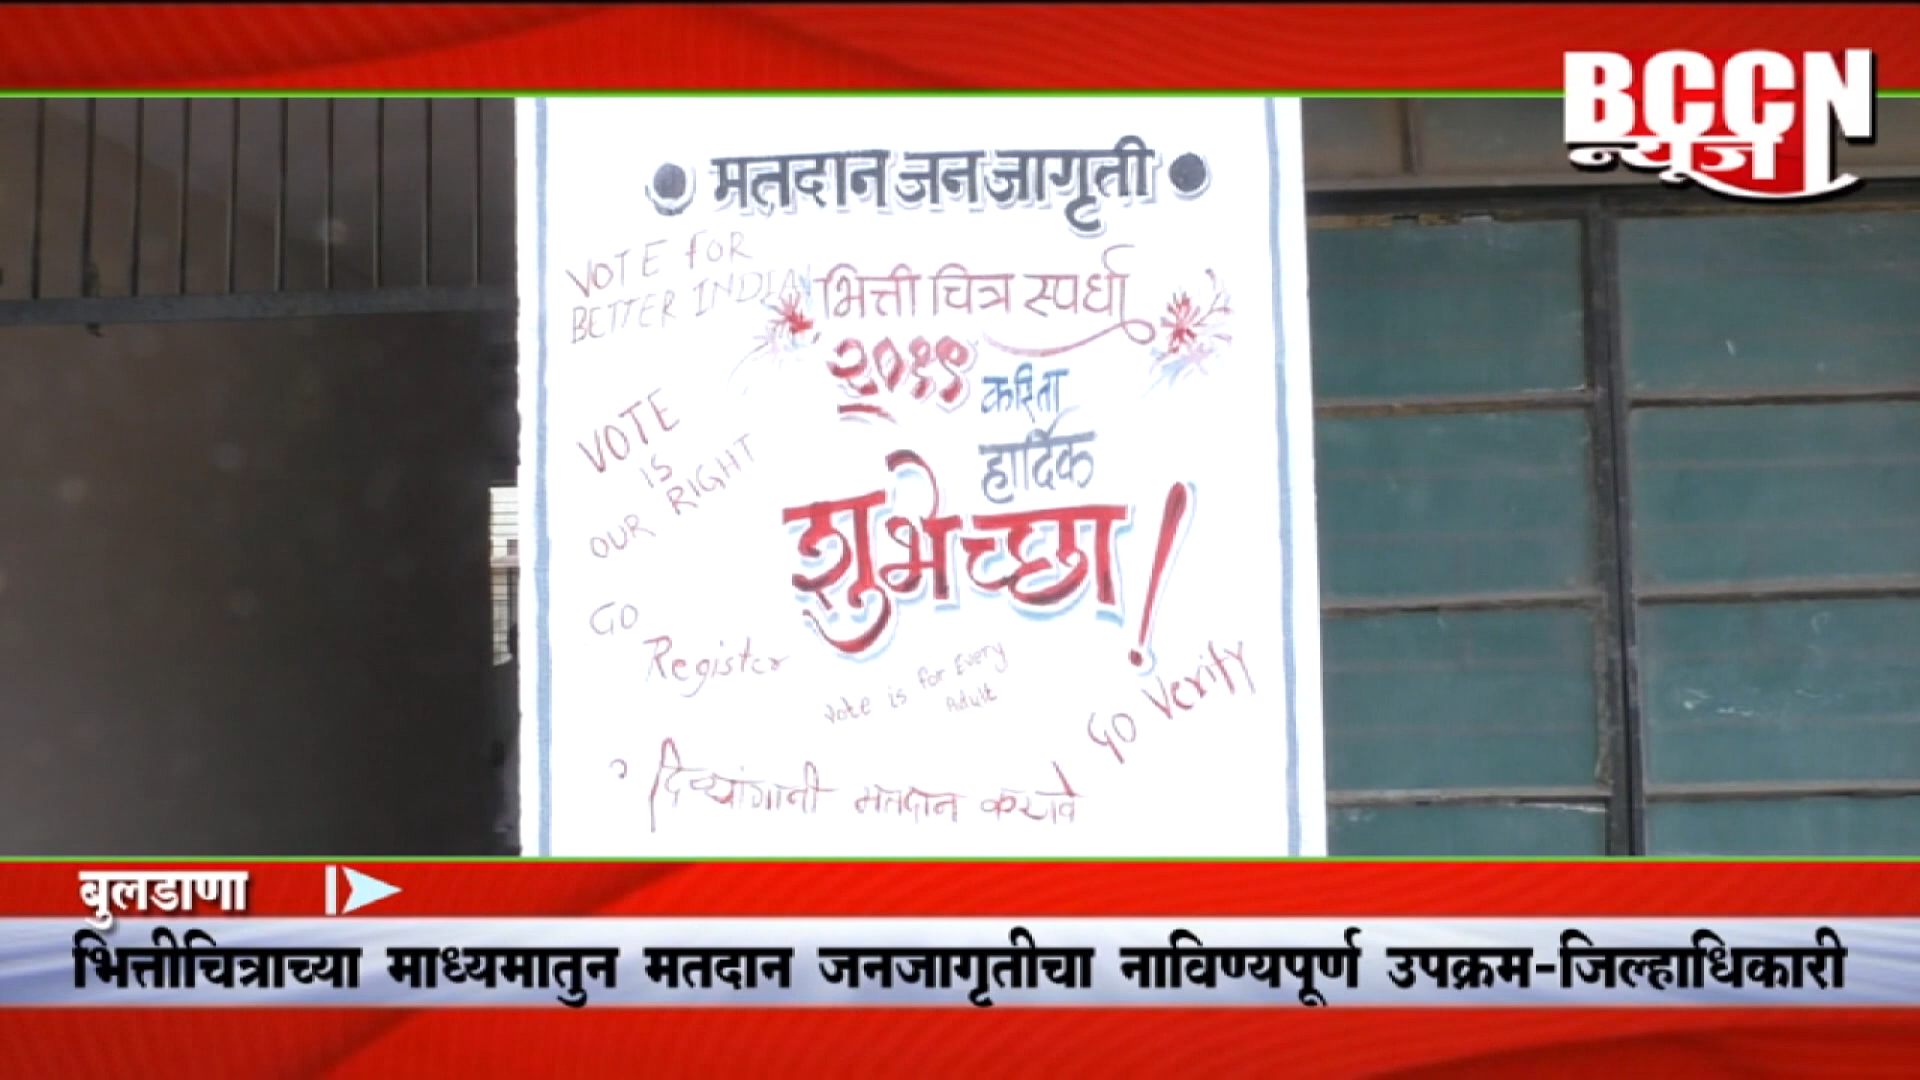 BCCN
न्यूज
● मतदान जनजागृती ●
VOTE FOR
BETTER INDIA
भित्ती चित्र स्पर्धा
२०१९ करिता
हार्दिक
शुभेच्छा!
VOTE
IS
OUR RIGHT
GO
Register
vote is for Every
Adult
GO Verify
दिव्यांगानी मतदान करावे
बुलडाणा
भित्तीचित्राच्या माध्यमातुन मतदान जनजागृतीचा नाविण्यपूर्ण उपक्रम-जिल्हाधिकारी